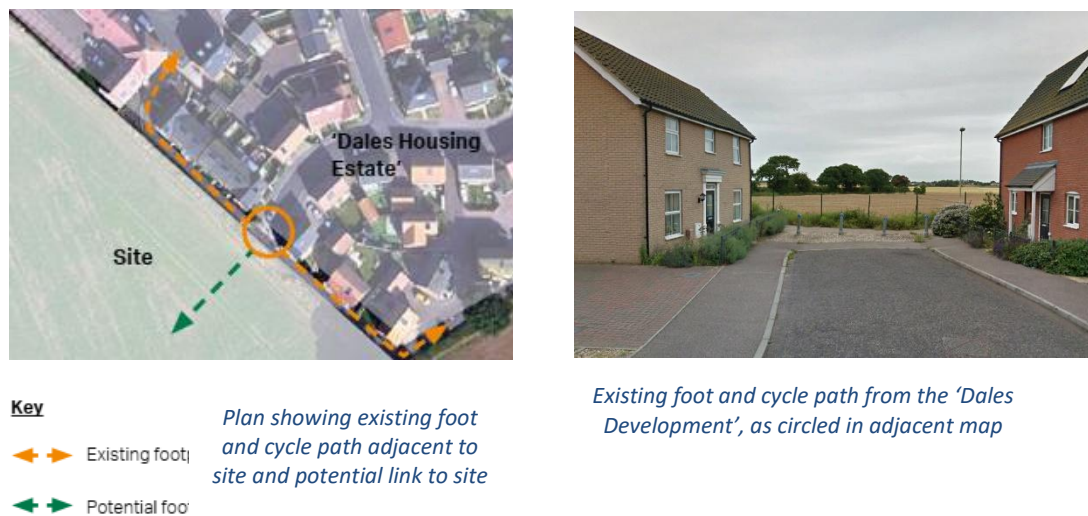 'Dales Housing
Estate'
Site
Key
Existing foot
Potential foo
Plan showing existing foot
and cycle path adjacent to
site and potential link to site
Existing foot and cycle path from the 'Dales
Development', as circled in adjacent map